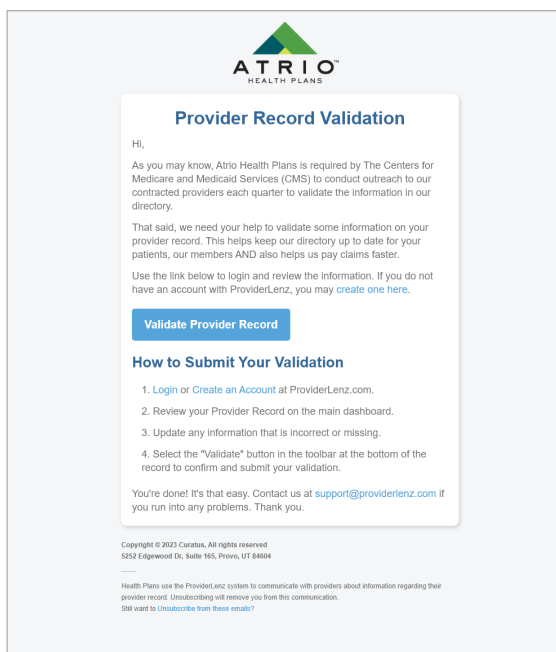 ATRIO™
HEALTH PLANS
Provider Record Validation
Hi,
As you may know, Atrio Health Plans is required by The Centers for
Medicare and Medicaid Services (CMS) to conduct outreach to our
contracted providers each quarter to validate the information in our
directory.
That said, we need your help to validate some information on your
provider record. This helps keep our directory up to date for your
patients, our members AND also helps us pay claims faster.
Use the link below to login and review the information. If you do not
have an account with ProviderLenz, you may create one here.
Validate Provider Record
How to Submit Your Validation
1. Login or Create an Account at ProviderLenz.com.
2. Review your Provider Record on the main dashboard.
3. Update any information that is incorrect or missing.
4. Select the "Validate" button in the toolbar at the bottom of the
record to confirm and submit your validation.
You're done! It's that easy. Contact us at support@providerlenz.com if
you run into any problems. Thank you.
Copyright © 2023 Curatus, All rights reserved
5252 Edgewood Dr, Suite 165, Provo, UT 84604
Health Plans use the ProviderLenz system to communicate with providers about information regarding their
provider record. Unsubscribing will remove you from this communication.
Still want to Unsubscribe from these emails?